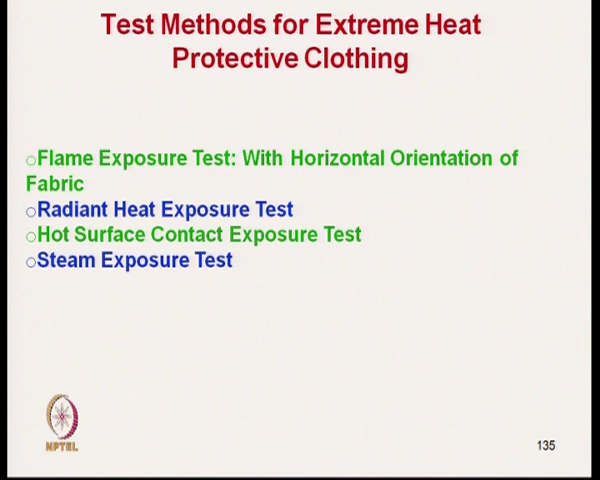 Test Methods for Extreme Heat
Protective Clothing
○Flame Exposure Test: With Horizontal Orientation of
Fabric
○Radiant Heat Exposure Test
○Hot Surface Contact Exposure Test
○Steam Exposure Test
NPTEL
135